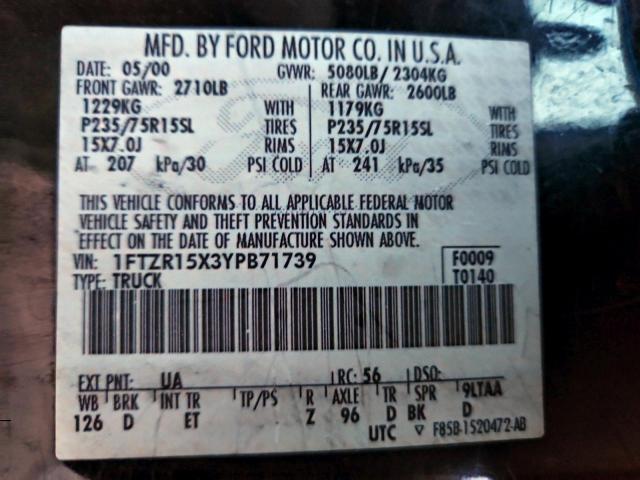 MFD. BY FORD MOTOR CO. IN U.S.A.
DATE: 05/00 GVWR: 5080LB/ 2304KG
FRONT GAWR: 2710LB REAR GAWR: 2600LB
1229KG WITH 1179KG WITH
P235/75R15SL TIRES P235/75R15SL TIRES
15X7.0J RIMS 15X7.0J RIMS
AT 207 kPa/30 PSI COLD AT 241 kPa/35 PSI COLD
THIS VEHICLE CONFORMS TO ALL APPLICABLE FEDERAL MOTOR
VEHICLE SAFETY AND THEFT PREVENTION STANDARDS IN
EFFECT ON THE DATE OF MANUFACTURE SHOWN ABOVE.
VIN: 1FTZR15X3YPB71739 F0009
TYPE: TRUCK T0140
EXT PNT: UA RC: 56 DSO:
WB BRK INT TR TP/PS R AXLE TR SPR 9LTAA
126 D ET Z 96 D BK D
UTC ▽ F85B-1520472-AB